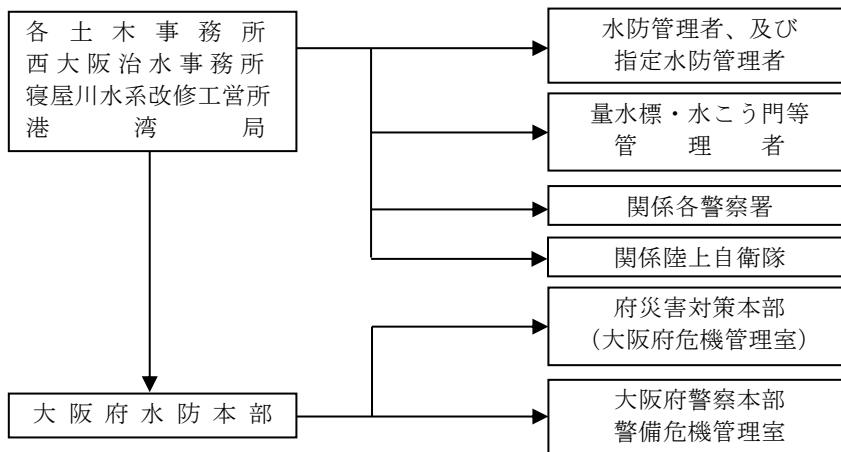 各土木事務所
西大阪治水事務所
寝屋川水系改修工営所
港湾局
水防管理者、及び
指定水防管理者
量水標・水こう門等
管理者
関係各警察署
関係陸上自衛隊
府災害対策本部
（大阪府危機管理室）
大阪府水防本部
大阪府警察本部
警備危機管理室